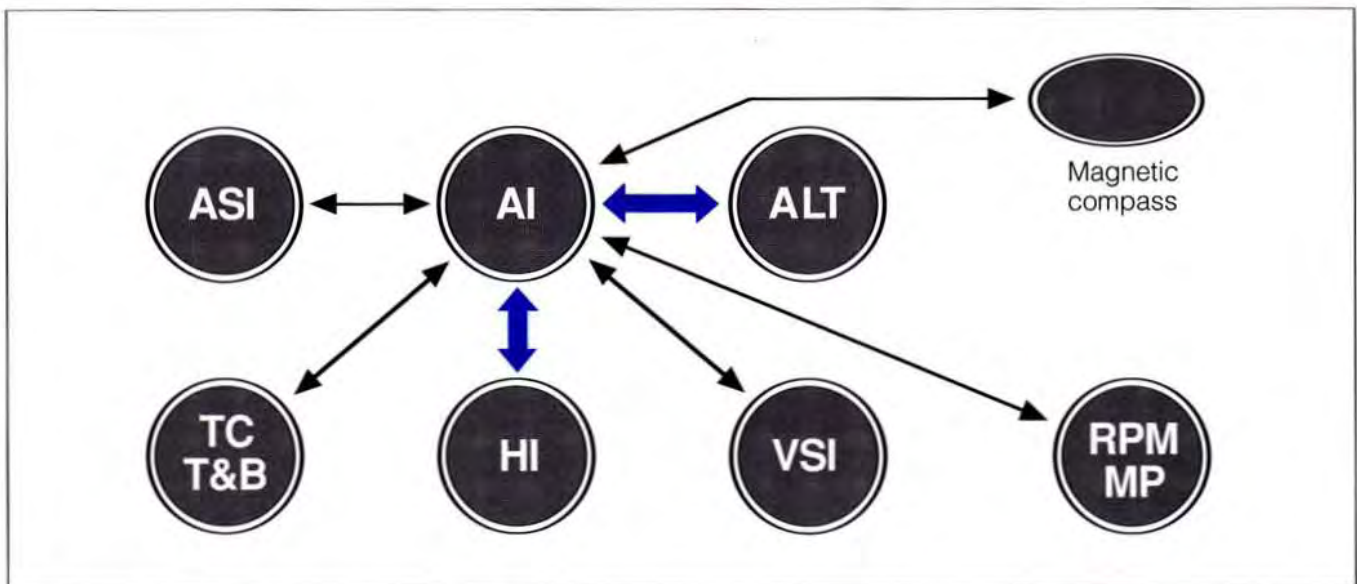 ASI
AI
ALT
Magnetic
compass
TC
T&B
HI
VSI
RPM
MP